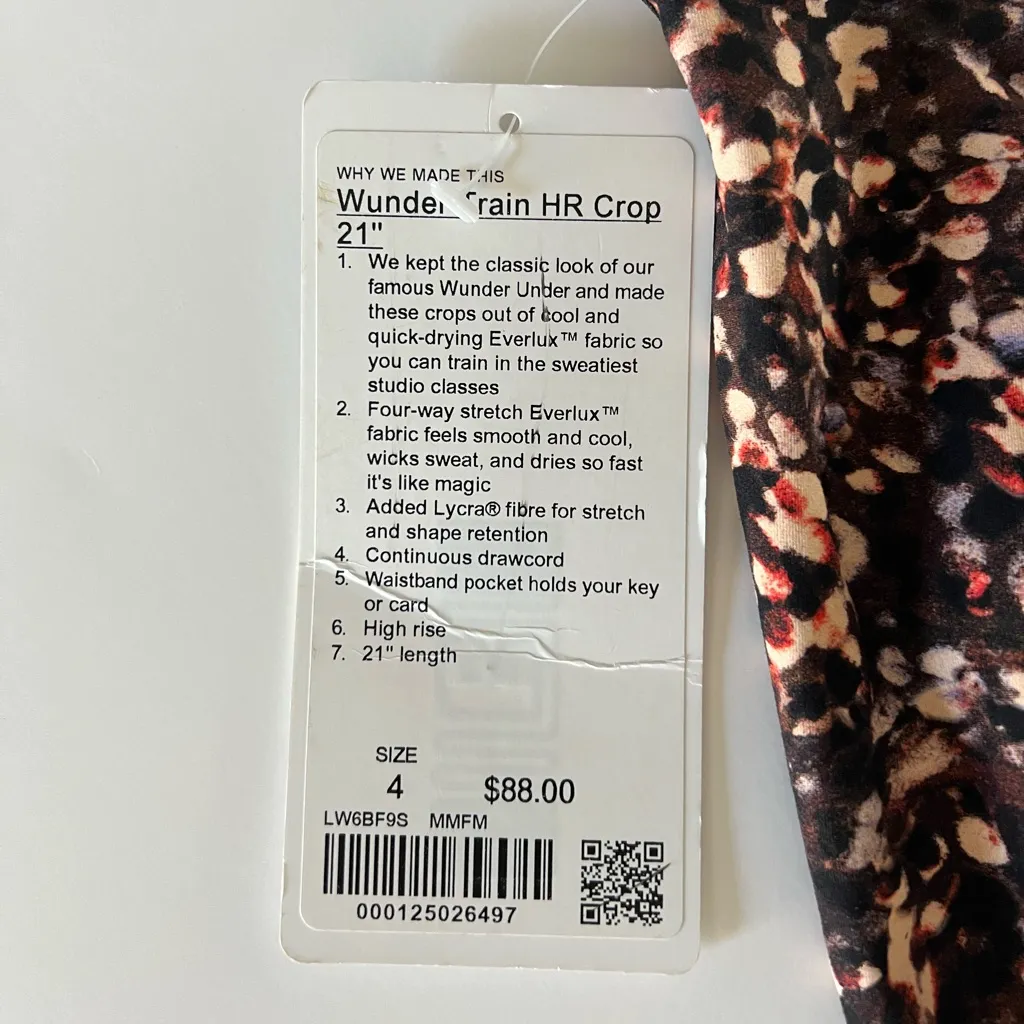 WHY WE MADE THIS
Wunder Train HR Crop
21"
1. We kept the classic look of our
famous Wunder Under and made
these crops out of cool and
quick-drying Everlux™ fabric so
you can train in the sweatiest
studio classes
2. Four-way stretch Everlux™
fabric feels smooth and cool,
wicks sweat, and dries so fast
it's like magic
3. Added Lycra® fibre for stretch
and shape retention
4. Continuous drawcord
5. Waistband pocket holds your key
or card
6. High rise
7. 21" length
SIZE
4 $88.00
LW6BF9S MMFM
000125026497